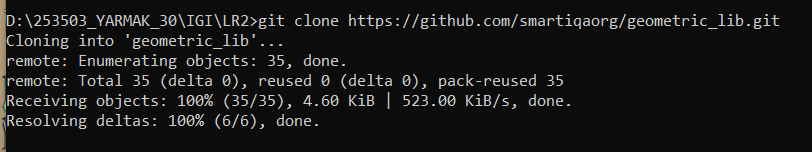 D:\253503_YARMAK_30\IGI\LR2>git clone https://github.com/smartiqaorg/geometric_lib.git
Cloning into 'geometric_lib'...
remote: Enumerating objects: 35, done.
remote: Total 35 (delta 0), reused 0 (delta 0), pack-reused 35
Receiving objects: 100% (35/35), 4.60 KiB | 523.00 KiB/s, done.
Resolving deltas: 100% (6/6), done.